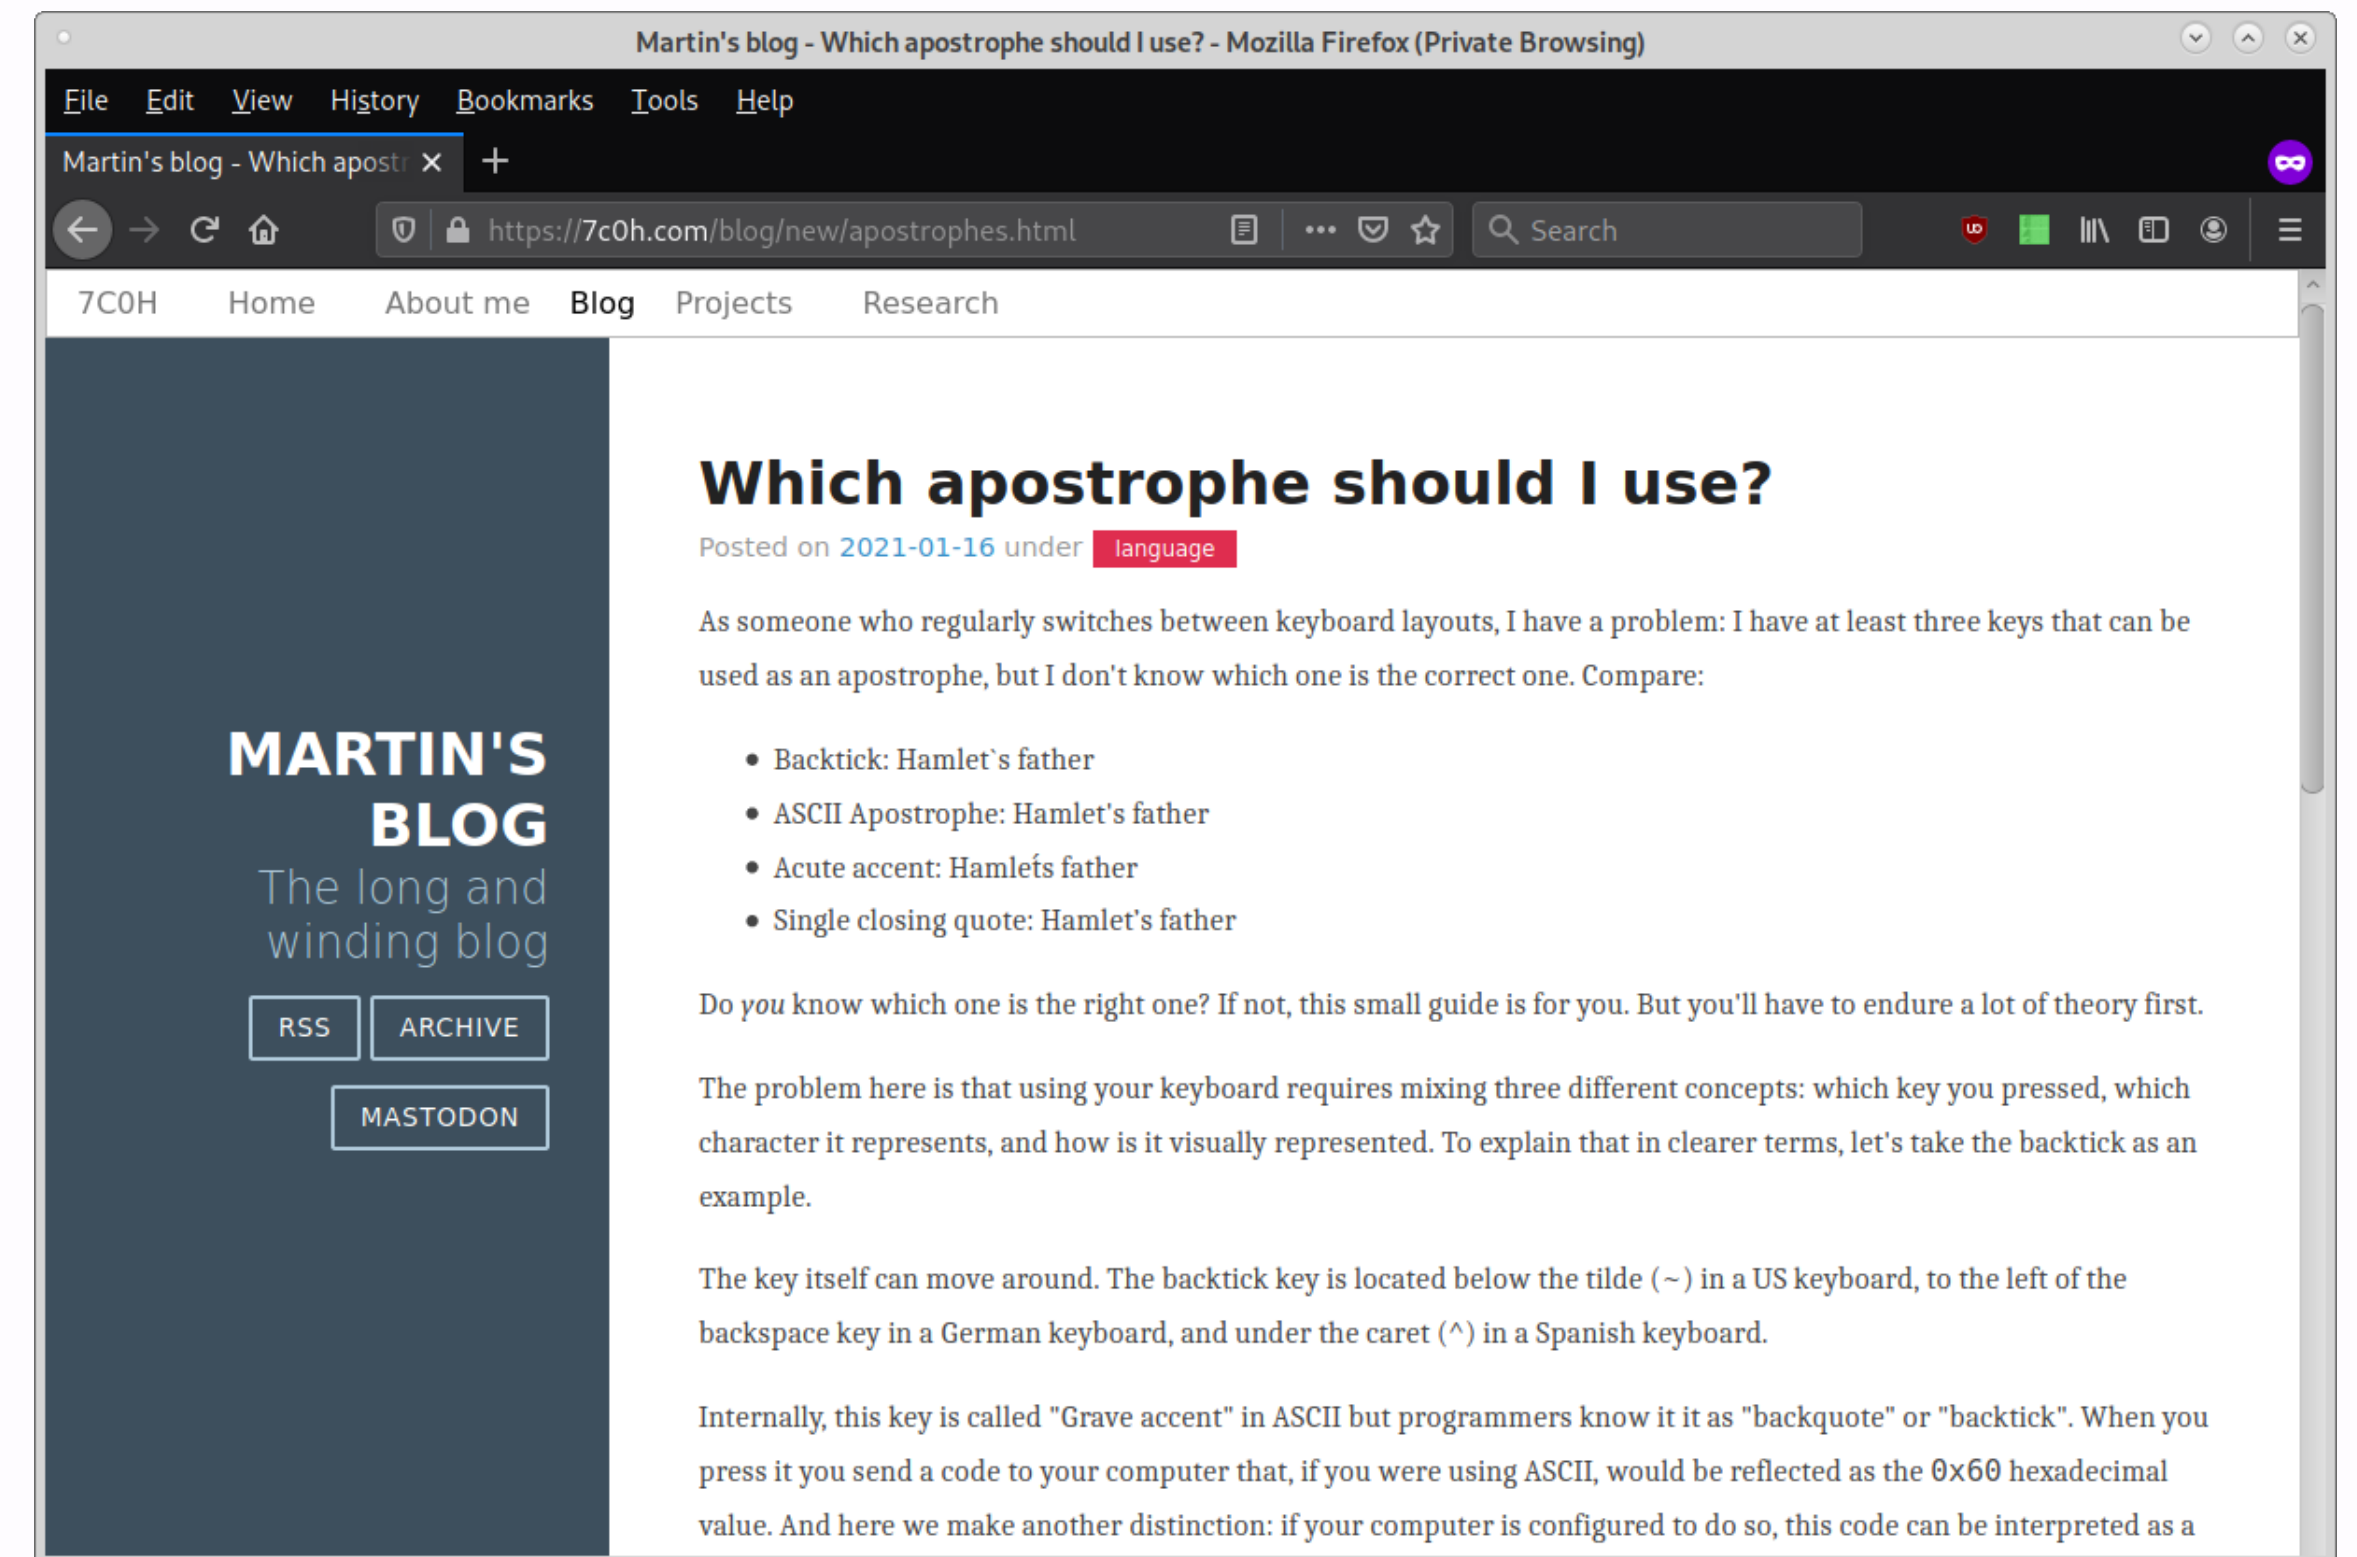 Martin's blog - Which apostrophe should I use? - Mozilla Firefox (Private Browsing)
File Edit View History Bookmarks Tools Help
Martin's blog - Which apostr
https://7c0h.com/blog/new/apostrophes.html
Search
7C0H Home About me Blog Projects Research
MARTIN'S
BLOG
The long and
winding blog
RSS ARCHIVE
MASTODON
Which apostrophe should I use?
Posted on 2021-01-16 under language
As someone who regularly switches between keyboard layouts, I have a problem: I have at least three keys that can be
used as an apostrophe, but I don't know which one is the correct one. Compare:
• Backtick: Hamlet`s father
• ASCII Apostrophe: Hamlet's father
• Acute accent: Hamlet´s father
• Single closing quote: Hamlet’s father
Do you know which one is the right one? If not, this small guide is for you. But you'll have to endure a lot of theory first.
The problem here is that using your keyboard requires mixing three different concepts: which key you pressed, which
character it represents, and how is it visually represented. To explain that in clearer terms, let's take the backtick as an
example.
The key itself can move around. The backtick key is located below the tilde (~) in a US keyboard, to the left of the
backspace key in a German keyboard, and under the caret (^) in a Spanish keyboard.
Internally, this key is called "Grave accent" in ASCII but programmers know it it as "backquote" or "backtick". When you
press it you send a code to your computer that, if you were using ASCII, would be reflected as the 0x60 hexadecimal
value. And here we make another distinction: if your computer is configured to do so, this code can be interpreted as a